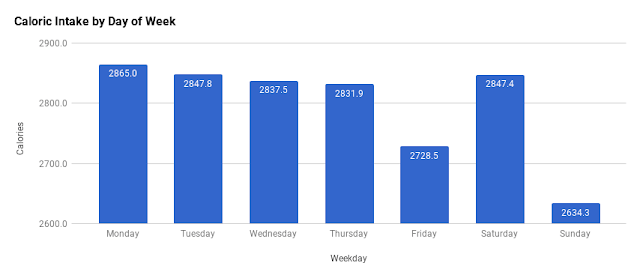 Caloric Intake by Day of Week
2900.0
2800.0
2700.0
2600.0
Calories
2865.0
2847.8
2837.5
2831.9
2728.5
2847.4
2634.3
Monday
Tuesday
Wednesday
Thursday
Friday
Saturday
Sunday
Weekday